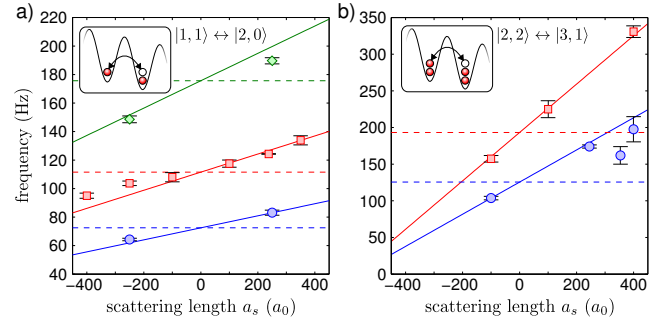 a)
|1,1⟩ ↔ |2,0⟩
220
200
180
160
140
120
100
80
60
40
frequency (Hz)
−400 −200 0 200 400
scattering length a_s (a_0)
b)
|2,2⟩ ↔ |3,1⟩
350
300
250
200
150
100
50
0
−400 −200 0 200 400
scattering length a_s (a_0)